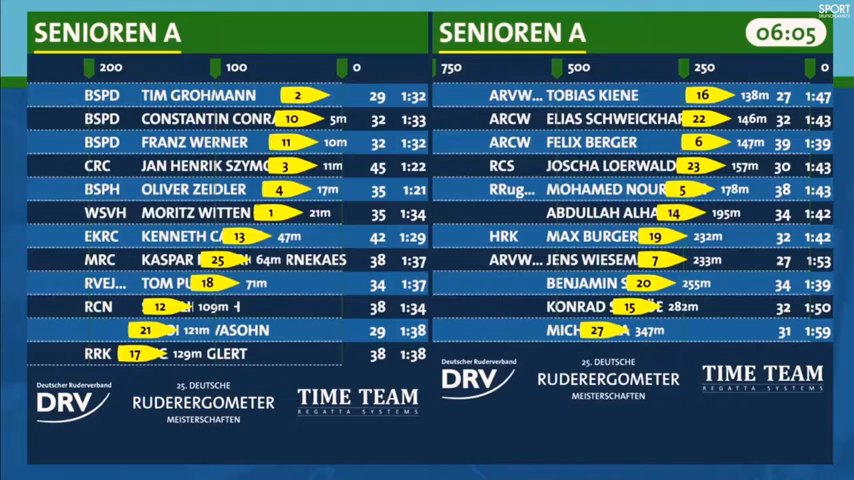 SPORT
SENIOREN A
200 100 0
BSPD TIM GROHMANN 2 29 1:32
BSPD CONSTANTIN CONRA 10 5m 32 1:33
BSPD FRANZ WERNER 11 10m 32 1:32
CRC JAN HENRIK SZYMO 3 11m 45 1:22
BSPH OLIVER ZEIDLER 4 17m 35 1:21
WSVH MORITZ WITTEN 1 21m 35 1:34
EKRC KENNETH CA 13 47m 42 1:29
MRC KASPAR 25 64m RNEKAES 38 1:37
RVEJ... TOM PU 18 71m 34 1:37
RCN 12 109m 38 1:34
21 121m ASOHN 29 1:38
RRK 17 129m GLERT 38 1:38
Deutscher Ruderverband
DRV
25. DEUTSCHE
RUDERERGOMETER
MEISTERSCHAFTEN
TIME TEAM
REGATTA SYSTEMS
SENIOREN A 06:05
750 500 250 0
ARVW... TOBIAS KIENE 16 138m 27 1:47
ARCW ELIAS SCHWEICKHAR 22 146m 32 1:43
ARCW FELIX BERGER 6 147m 39 1:39
RCS JOSCHA LOERWALD 23 157m 30 1:43
RRug... MOHAMED NOUR 5 178m 38 1:43
ABDULLAH ALHA 14 195m 34 1:42
HRK MAX BURGER 19 232m 32 1:42
ARVW... JENS WIESEM 7 233m 27 1:53
BENJAMIN S 20 255m 34 1:39
KONRAD 15 282m 32 1:50
MICH 27 347m 31 1:59
Deutscher Ruderverband
DRV
25. DEUTSCHE
RUDERERGOMETER
MEISTERSCHAFTEN
TIME TEAM
REGATTA SYSTEMS